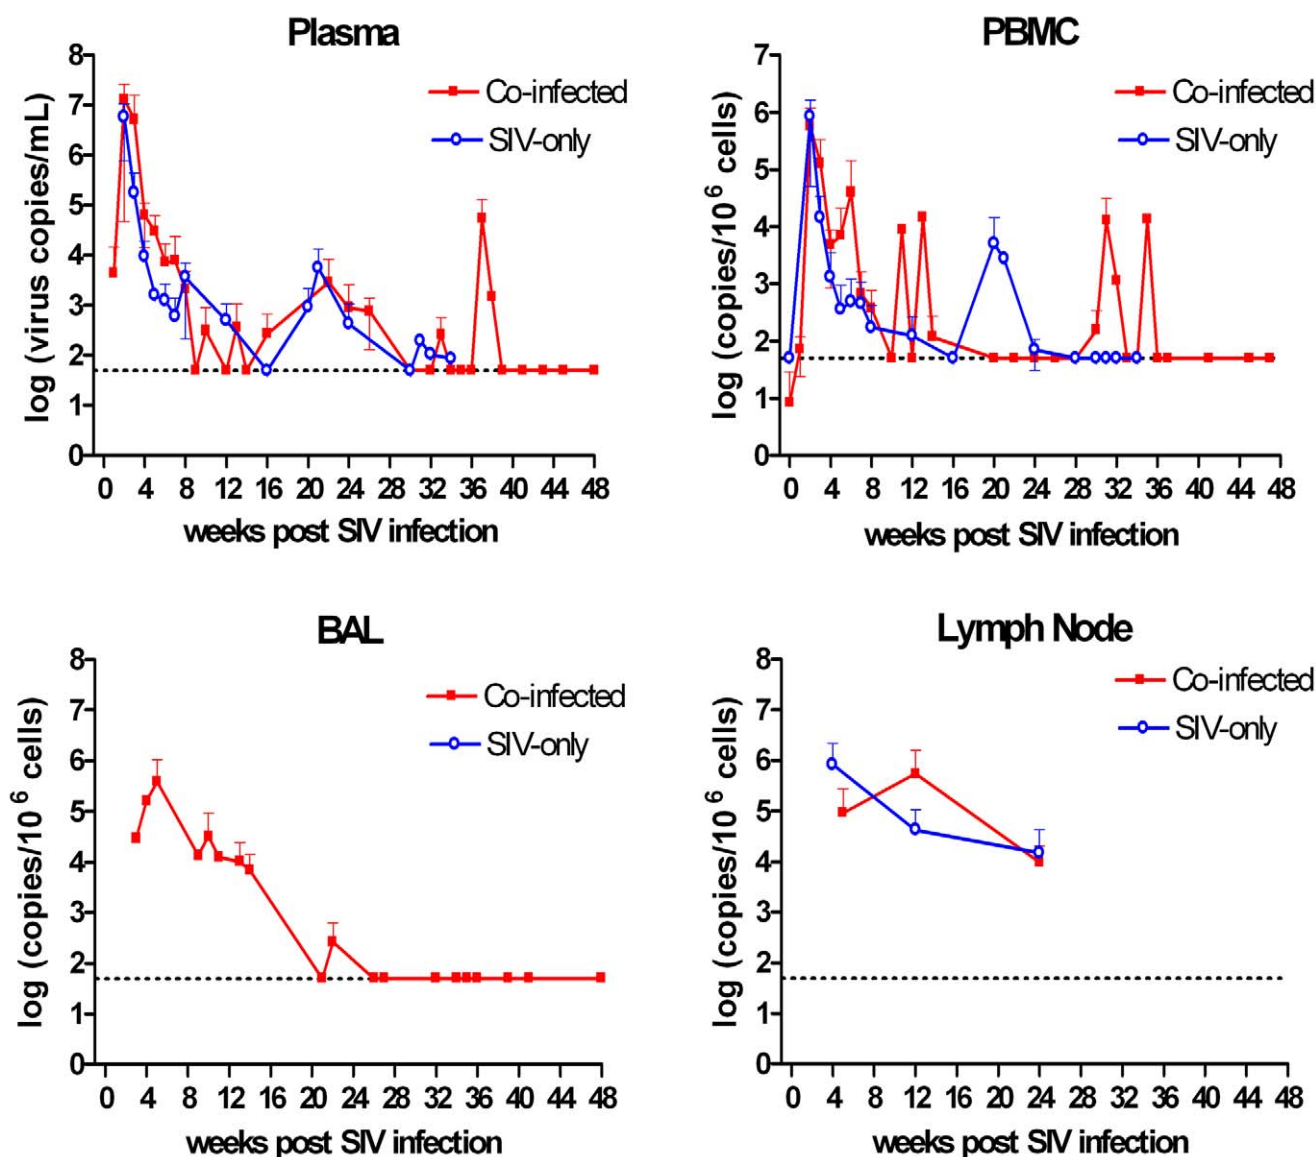 Plasma
log (virus copies/mL)
8
7
6
5
4
3
2
1
0
Co-infected
SIV-only
0 4 8 12 16 20 24 28 32 36 40 44 48
weeks post SIV infection
PBMC
log (copies/10^6 cells)
7
6
5
4
3
2
1
0
Co-infected
SIV-only
0 4 8 12 16 20 24 28 32 36 40 44 48
weeks post SIV infection
BAL
log (copies/10^6 cells)
8
7
6
5
4
3
2
1
0
Co-infected
SIV-only
0 4 8 12 16 20 24 28 32 36 40 44 48
weeks post SIV infection
Lymph Node
log (copies/10^6 cells)
8
7
6
5
4
3
2
1
0
Co-infected
SIV-only
0 4 8 12 16 20 24 28 32 36 40 44 48
weeks post SIV infection